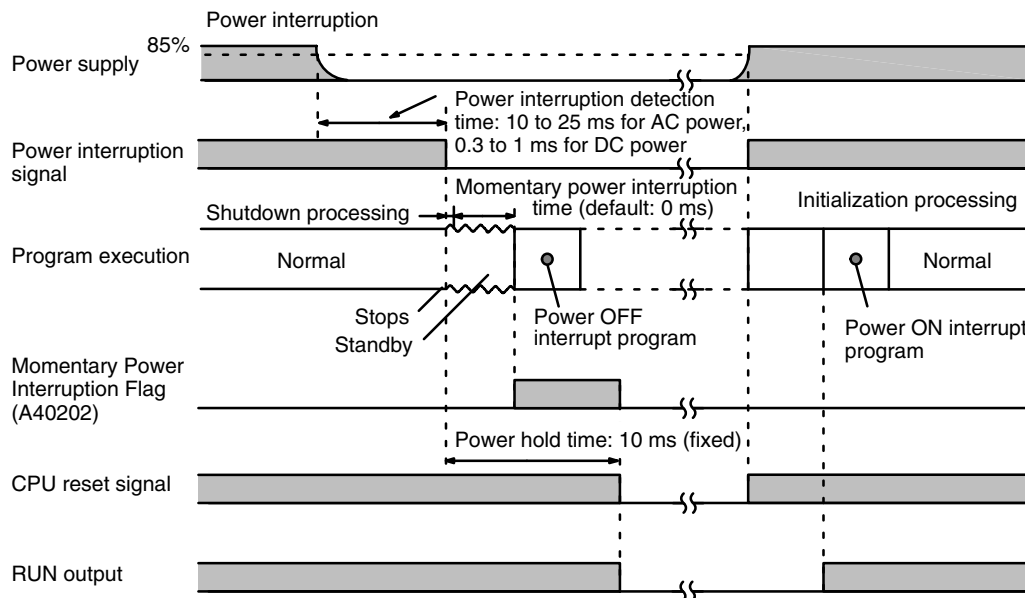 Power interruption
85%
Power supply
Power interruption detection
time: 10 to 25 ms for AC power,
0.3 to 1 ms for DC power
Power interruption
signal
Momentary power interruption
time (default: 0 ms)
Shutdown processing
Initialization processing
Program execution
Normal
Normal
Stops
Standby
Power OFF
interrupt program
Power ON interrupt
program
Momentary Power
Interruption Flag
(A40202)
Power hold time: 10 ms (fixed)
CPU reset signal
RUN output